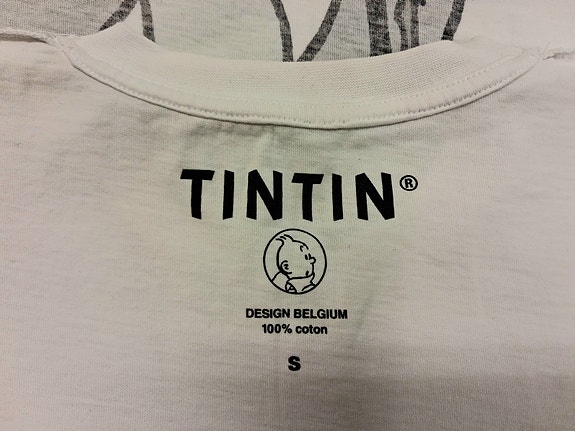 TINTIN®
DESIGN BELGIUM
100% coton
S